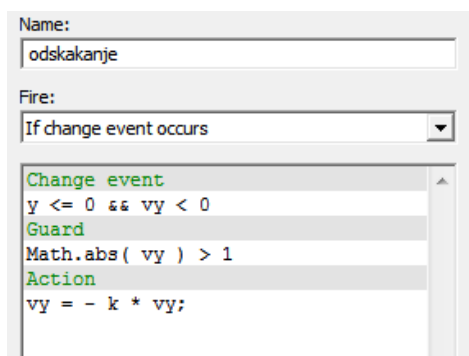 Name:
odskakanje
Fire:
If change event occurs
Change event
y <= 0 && vy < 0
Guard
Math.abs( vy ) > 1
Action
vy = - k * vy;